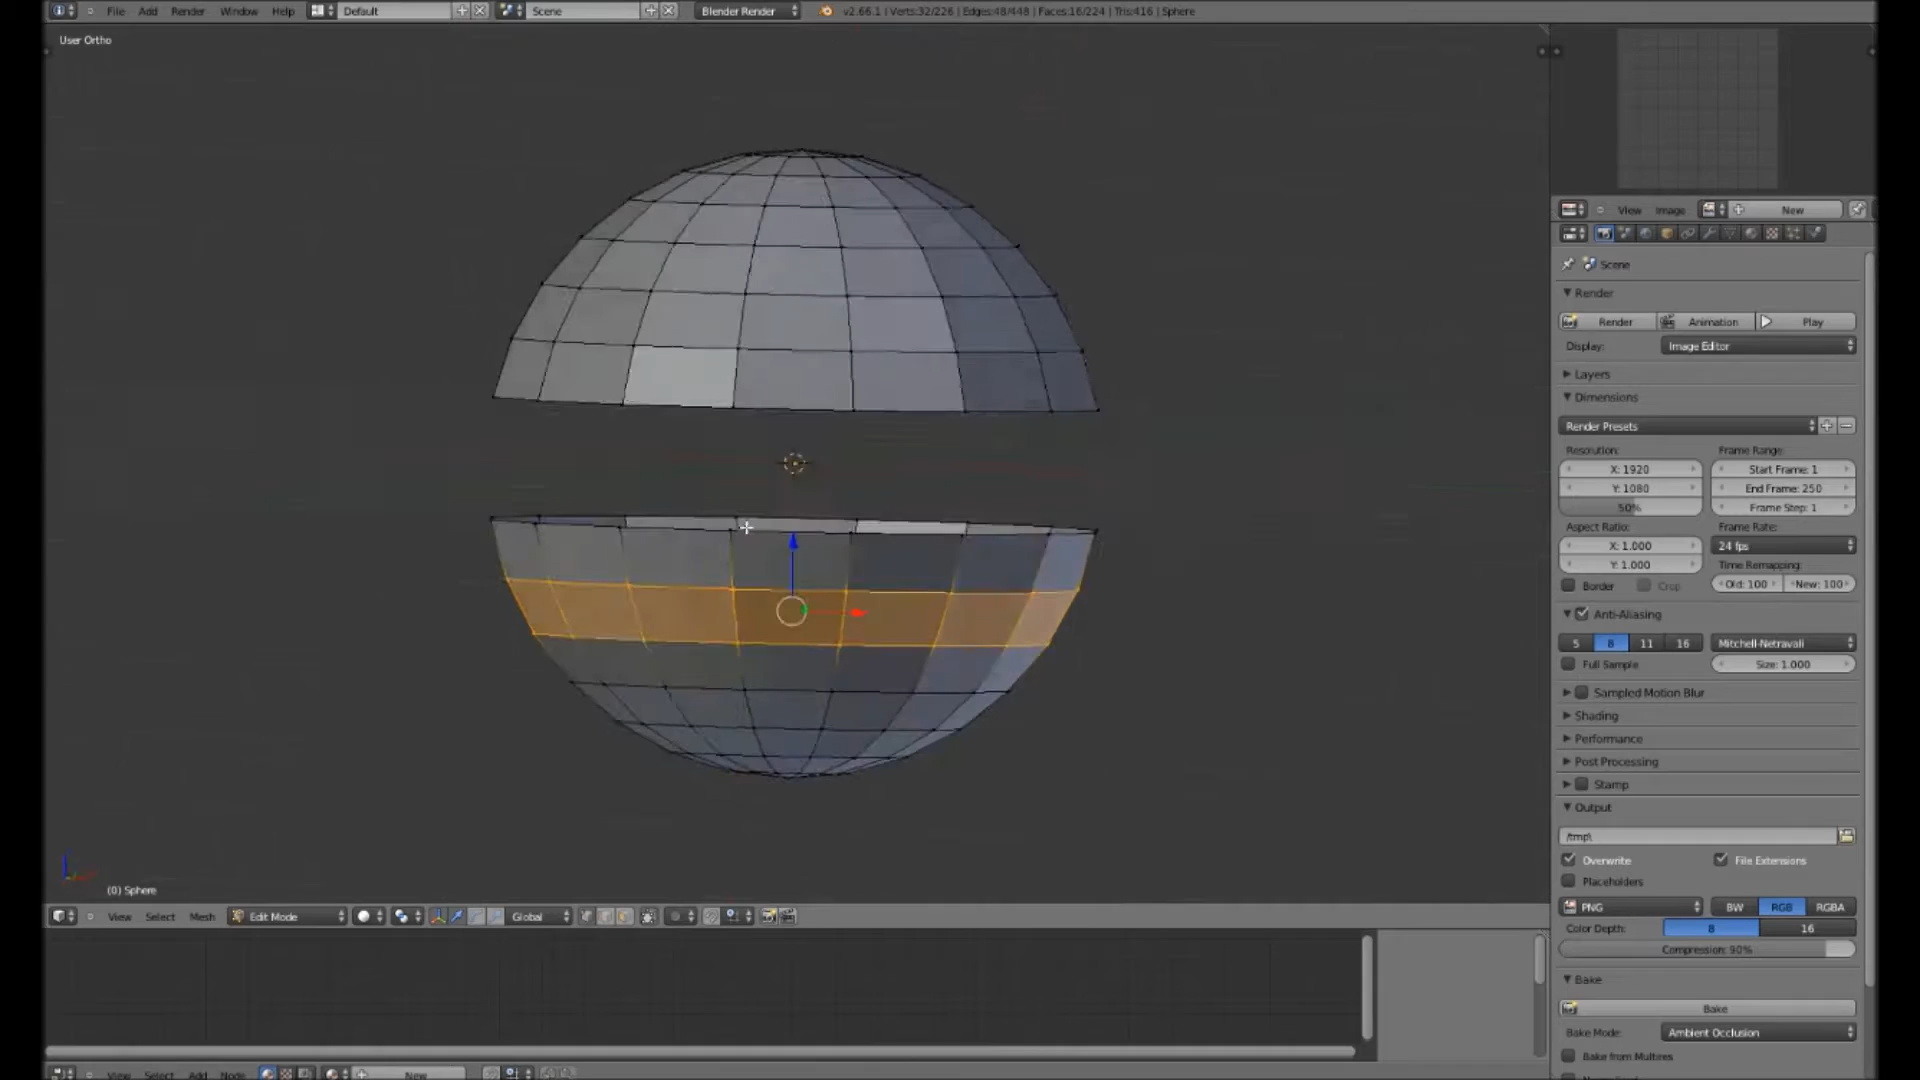 File Add Render Window Help Default Scene Blender Render v2.66.1 | Verts:32/226 | Edges:48/448 | Faces:16/224 | Tris:416 | Sphere
User Ortho
View Image New
Scene
Render
Render Animation Play
Display: Image Editor
Layers
Dimensions
Render Presets
Resolution: Frame Range:
X: 1920 Start Frame: 1
Y: 1080 End Frame: 250
50% Frame Step: 1
Aspect Ratio: Frame Rate:
X: 1.000 24 fps
Y: 1.000 Time Remapping:
Border Crop Old: 100 New: 100
Anti-Aliasing
5 8 11 16 Mitchell-Netravali
Full Sample Size: 1.000
Sampled Motion Blur
Shading
Performance
Post Processing
Stamp
Output
/tmp\
Overwrite File Extensions
Placeholders
PNG BW RGB RGBA
Color Depth: 8 16
Compression: 90%
Bake
Bake
Bake Mode: Ambient Occlusion
Bake from Multires
(0) Sphere
View Select Mesh Edit Mode Global
View Select Add Node New